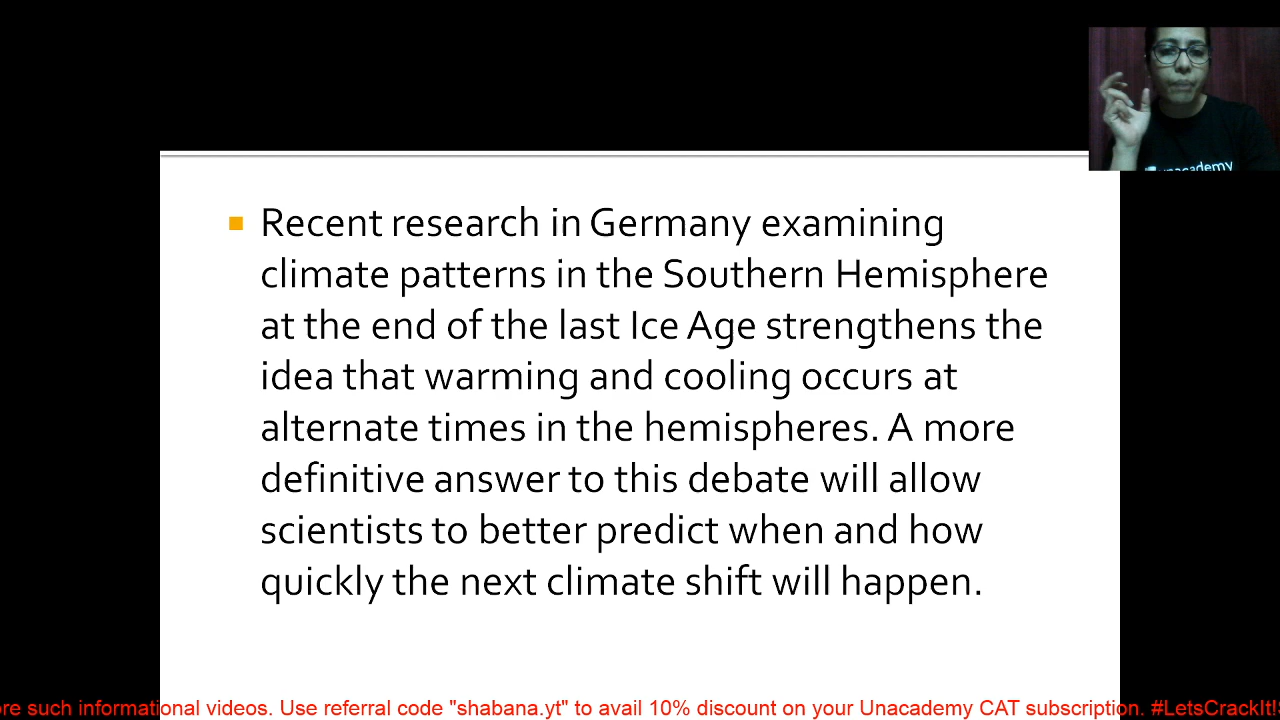 unacademy
Recent research in Germany examining
climate patterns in the Southern Hemisphere
at the end of the last Ice Age strengthens the
idea that warming and cooling occurs at
alternate times in the hemispheres. A more
definitive answer to this debate will allow
scientists to better predict when and how
quickly the next climate shift will happen.
re such informational videos. Use referral code "shabana.yt" to avail 10% discount on your Unacademy CAT subscription. #LetsCrackIt!